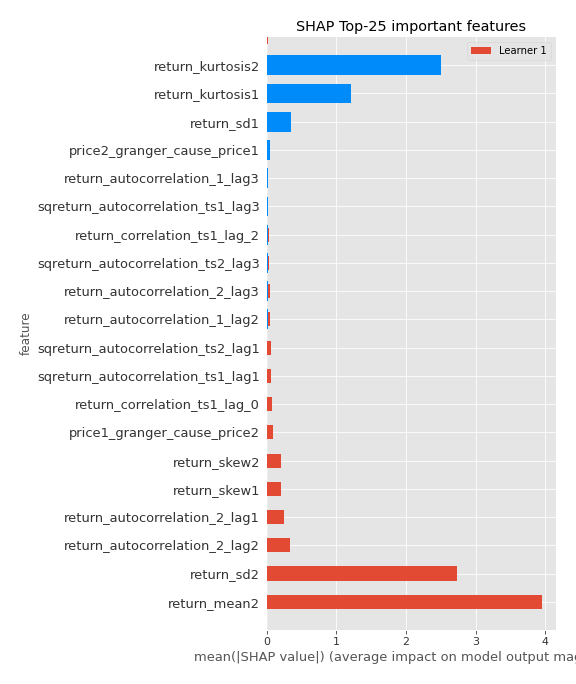 SHAP Top-25 important features
Learner 1
return_kurtosis2
return_kurtosis1
return_sd1
price2_granger_cause_price1
return_autocorrelation_1_lag3
sqreturn_autocorrelation_ts1_lag3
return_correlation_ts1_lag_2
sqreturn_autocorrelation_ts2_lag3
return_autocorrelation_2_lag3
return_autocorrelation_1_lag2
sqreturn_autocorrelation_ts2_lag1
sqreturn_autocorrelation_ts1_lag1
return_correlation_ts1_lag_0
price1_granger_cause_price2
return_skew2
return_skew1
return_autocorrelation_2_lag1
return_autocorrelation_2_lag2
return_sd2
return_mean2
feature
0 1 2 3 4
mean(|SHAP value|) (average impact on model output mag